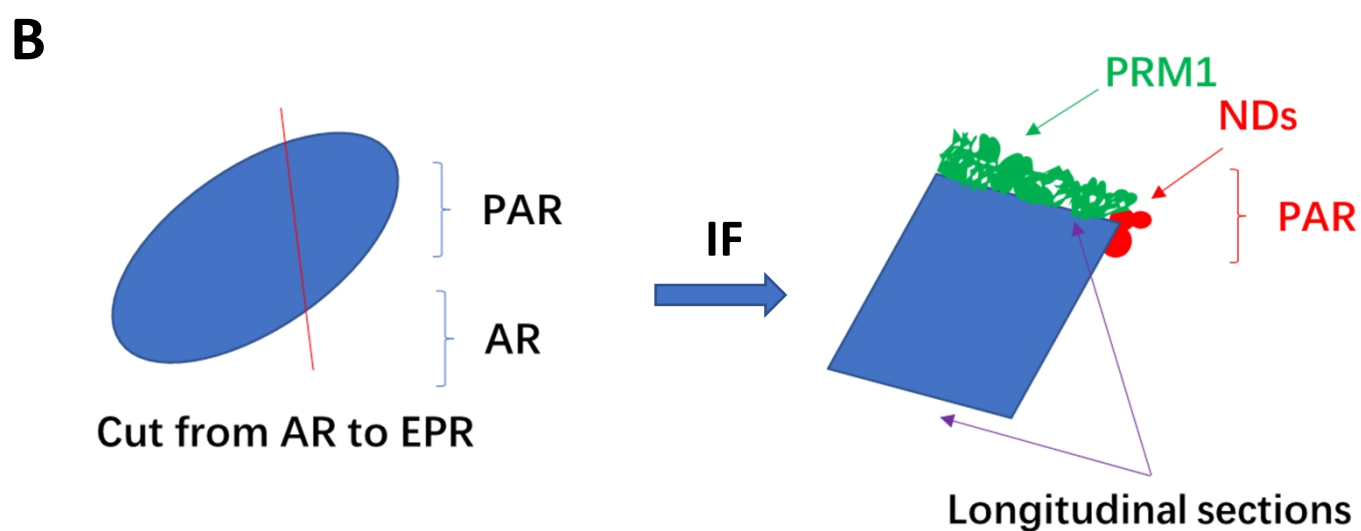 B
PAR
AR
Cut from AR to EPR
IF
PRM1
NDs
PAR
Longitudinal sections